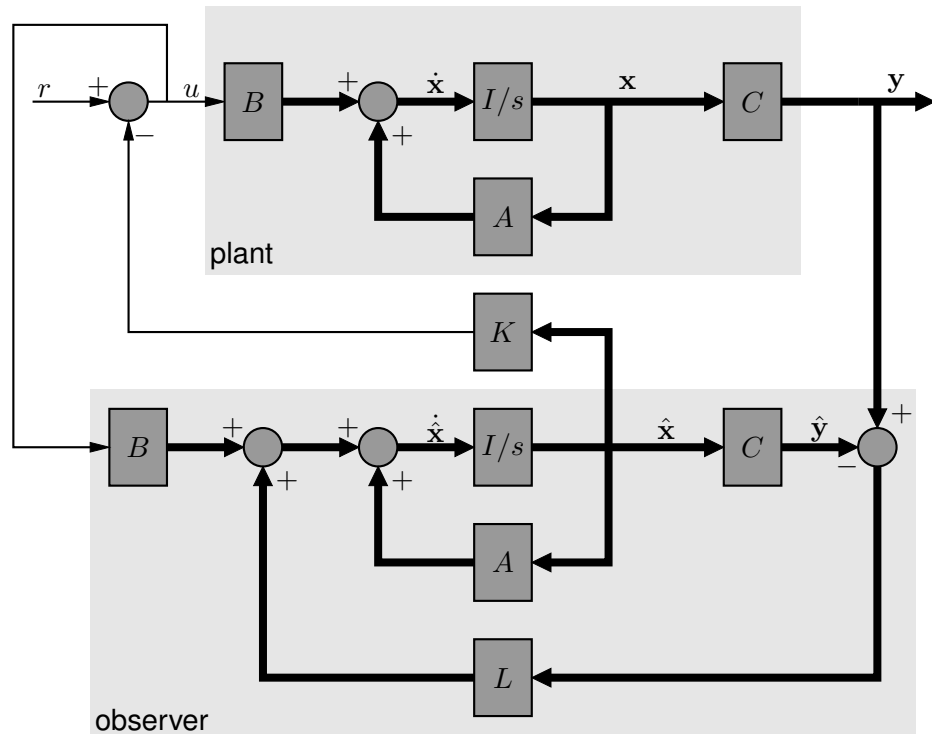 r + − u B + + ẋ I/s x C y
A
plant
K
B + + + + x̂̇ I/s x̂ C ŷ + −
A
L
observer